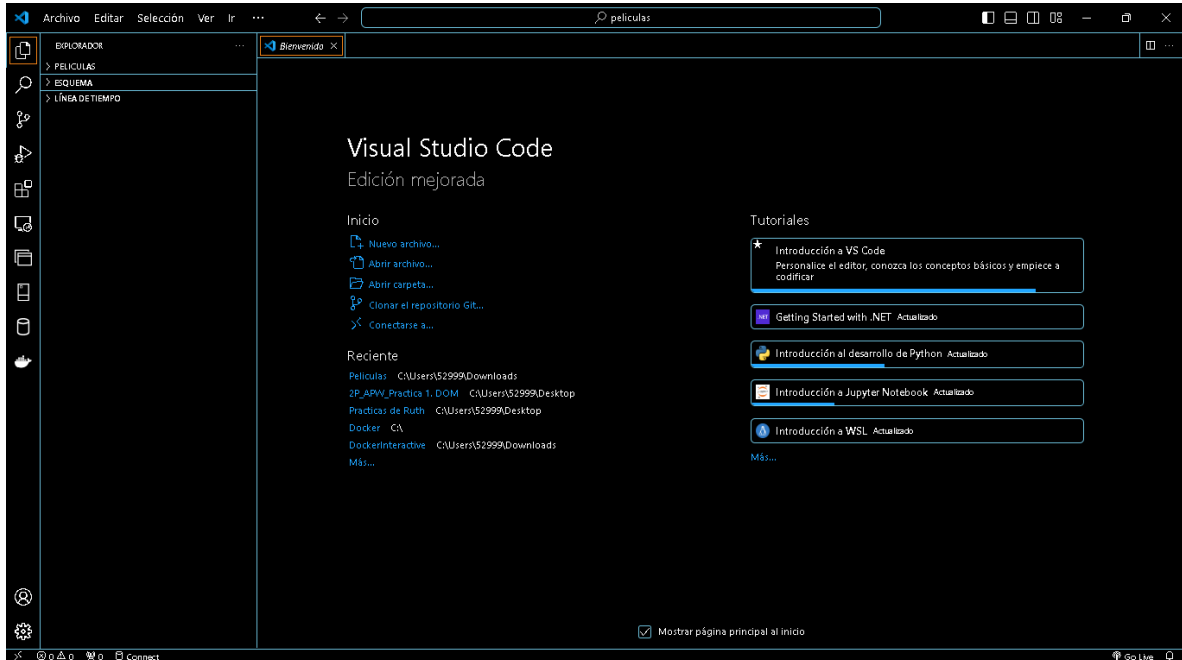 Archivo Editar Selección Ver Ir ... peliculas
EXPLORADOR ...
PELICULAS
ESQUEMA
LÍNEA DE TIEMPO
Bienvenido
Visual Studio Code
Edición mejorada
Inicio
Nuevo archivo...
Abrir archivo...
Abrir carpeta...
Clonar el repositorio Git...
Conectarse a...
Reciente
Peliculas C:\Users\52999\Downloads
2P_APW_Practica 1. DOM C:\Users\52999\Desktop
Practicas de Ruth C:\Users\52999\Desktop
Docker C:\
DockerInteractive C:\Users\52999\Downloads
Más...
Tutoriales
Introducción a VS Code
Personalice el editor, conozca los conceptos básicos y empiece a
codificar
NET Getting Started with .NET Actualizado
Introducción al desarrollo de Python Actualizado
Introducción a Jupyter Notebook Actualizado
Introducción a WSL Actualizado
Más...
Mostrar página principal al inicio
0 0 0 Connect Go Live